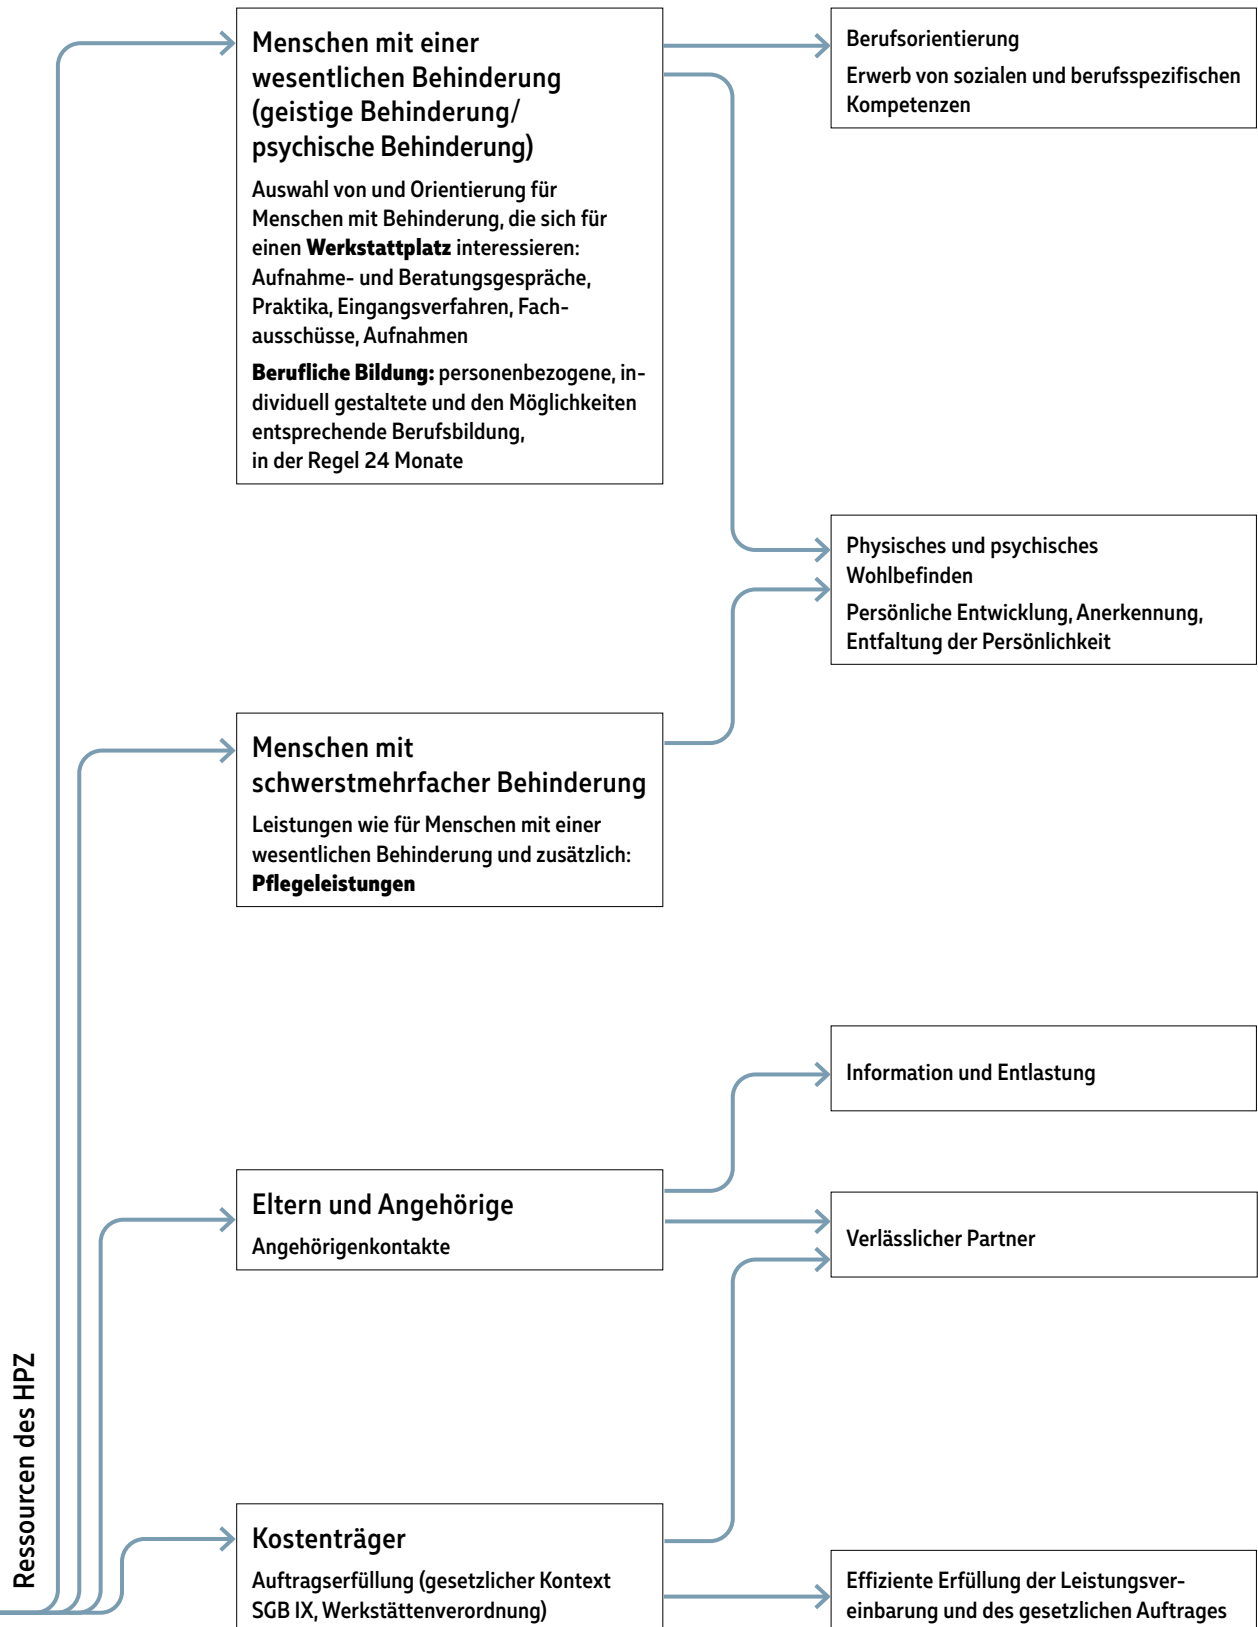 Menschen mit einer
wesentlichen Behinderung
(geistige Behinderung/
psychische Behinderung)
Auswahl von und Orientierung für
Menschen mit Behinderung, die sich für
einen Werkstattplatz interessieren:
Aufnahme- und Beratungsgespräche,
Praktika, Eingangsverfahren, Fach-
ausschüsse, Aufnahmen
Berufliche Bildung: personenbezogene, in-
dividuell gestaltete und den Möglichkeiten
entsprechende Berufsbildung,
in der Regel 24 Monate
Berufsorientierung
Erwerb von sozialen und berufsspezifischen
Kompetenzen
Physisches und psychisches
Wohlbefinden
Persönliche Entwicklung, Anerkennung,
Entfaltung der Persönlichkeit
Menschen mit
schwerstmehrfacher Behinderung
Leistungen wie für Menschen mit einer
wesentlichen Behinderung und zusätzlich:
Pflegeleistungen
Information und Entlastung
Eltern und Angehörige
Angehörigenkontakte
Verlässlicher Partner
Ressourcen des HPZ
Kostenträger
Auftragserfüllung (gesetzlicher Kontext
SGB IX, Werkstättenverordnung)
Effiziente Erfüllung der Leistungsver-
einbarung und des gesetzlichen Auftrages